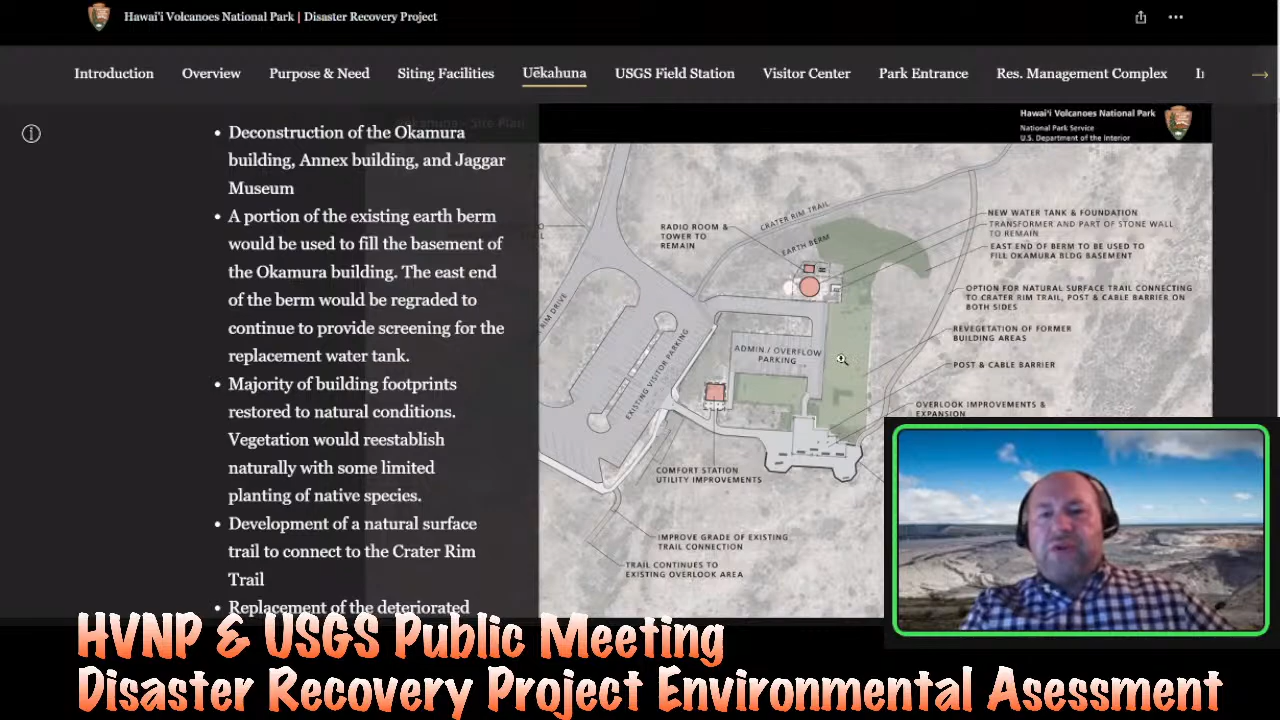 Hawaiʻi Volcanoes National Park | Disaster Recovery Project
Introduction Overview Purpose & Need Siting Facilities Uēkahuna USGS Field Station Visitor Center Park Entrance Res. Management Complex
• Deconstruction of the Okamura
building, Annex building, and Jaggar
Museum
• A portion of the existing earth berm
would be used to fill the basement of
the Okamura building. The east end
of the berm would be regraded to
continue to provide screening for the
replacement water tank.
• Majority of building footprints
restored to natural conditions.
Vegetation would reestablish
naturally with some limited
planting of native species.
• Development of a natural surface
trail to connect to the Crater Rim
Trail
• Replacement of the deteriorated
Hawaiʻi Volcanoes National Park
National Park Service
U.S. Department of the Interior
CRATER RIM TRAIL
EARTH BERM
RADIO ROOM &
TOWER TO
REMAIN
NEW WATER TANK & FOUNDATION
TRANSFORMER AND PART OF STONE WALL
TO REMAIN
EAST END OF BERM TO BE USED TO
FILL OKAMURA BLDG BASEMENT
OPTION FOR NATURAL SURFACE TRAIL CONNECTING
TO CRATER RIM TRAIL, POST & CABLE BARRIER ON
BOTH SIDES
REVEGETATION OF FORMER
BUILDING AREAS
POST & CABLE BARRIER
OVERLOOK IMPROVEMENTS &
EXPANSION
RIM DRIVE
EXISTING VISITOR PARKING
ADMIN / OVERFLOW
PARKING
COMFORT STATION
UTILITY IMPROVEMENTS
IMPROVE GRADE OF EXISTING
TRAIL CONNECTION
TRAIL CONTINUES TO
EXISTING OVERLOOK AREA
HVNP & USGS Public Meeting
Disaster Recovery Project Environmental Asessment